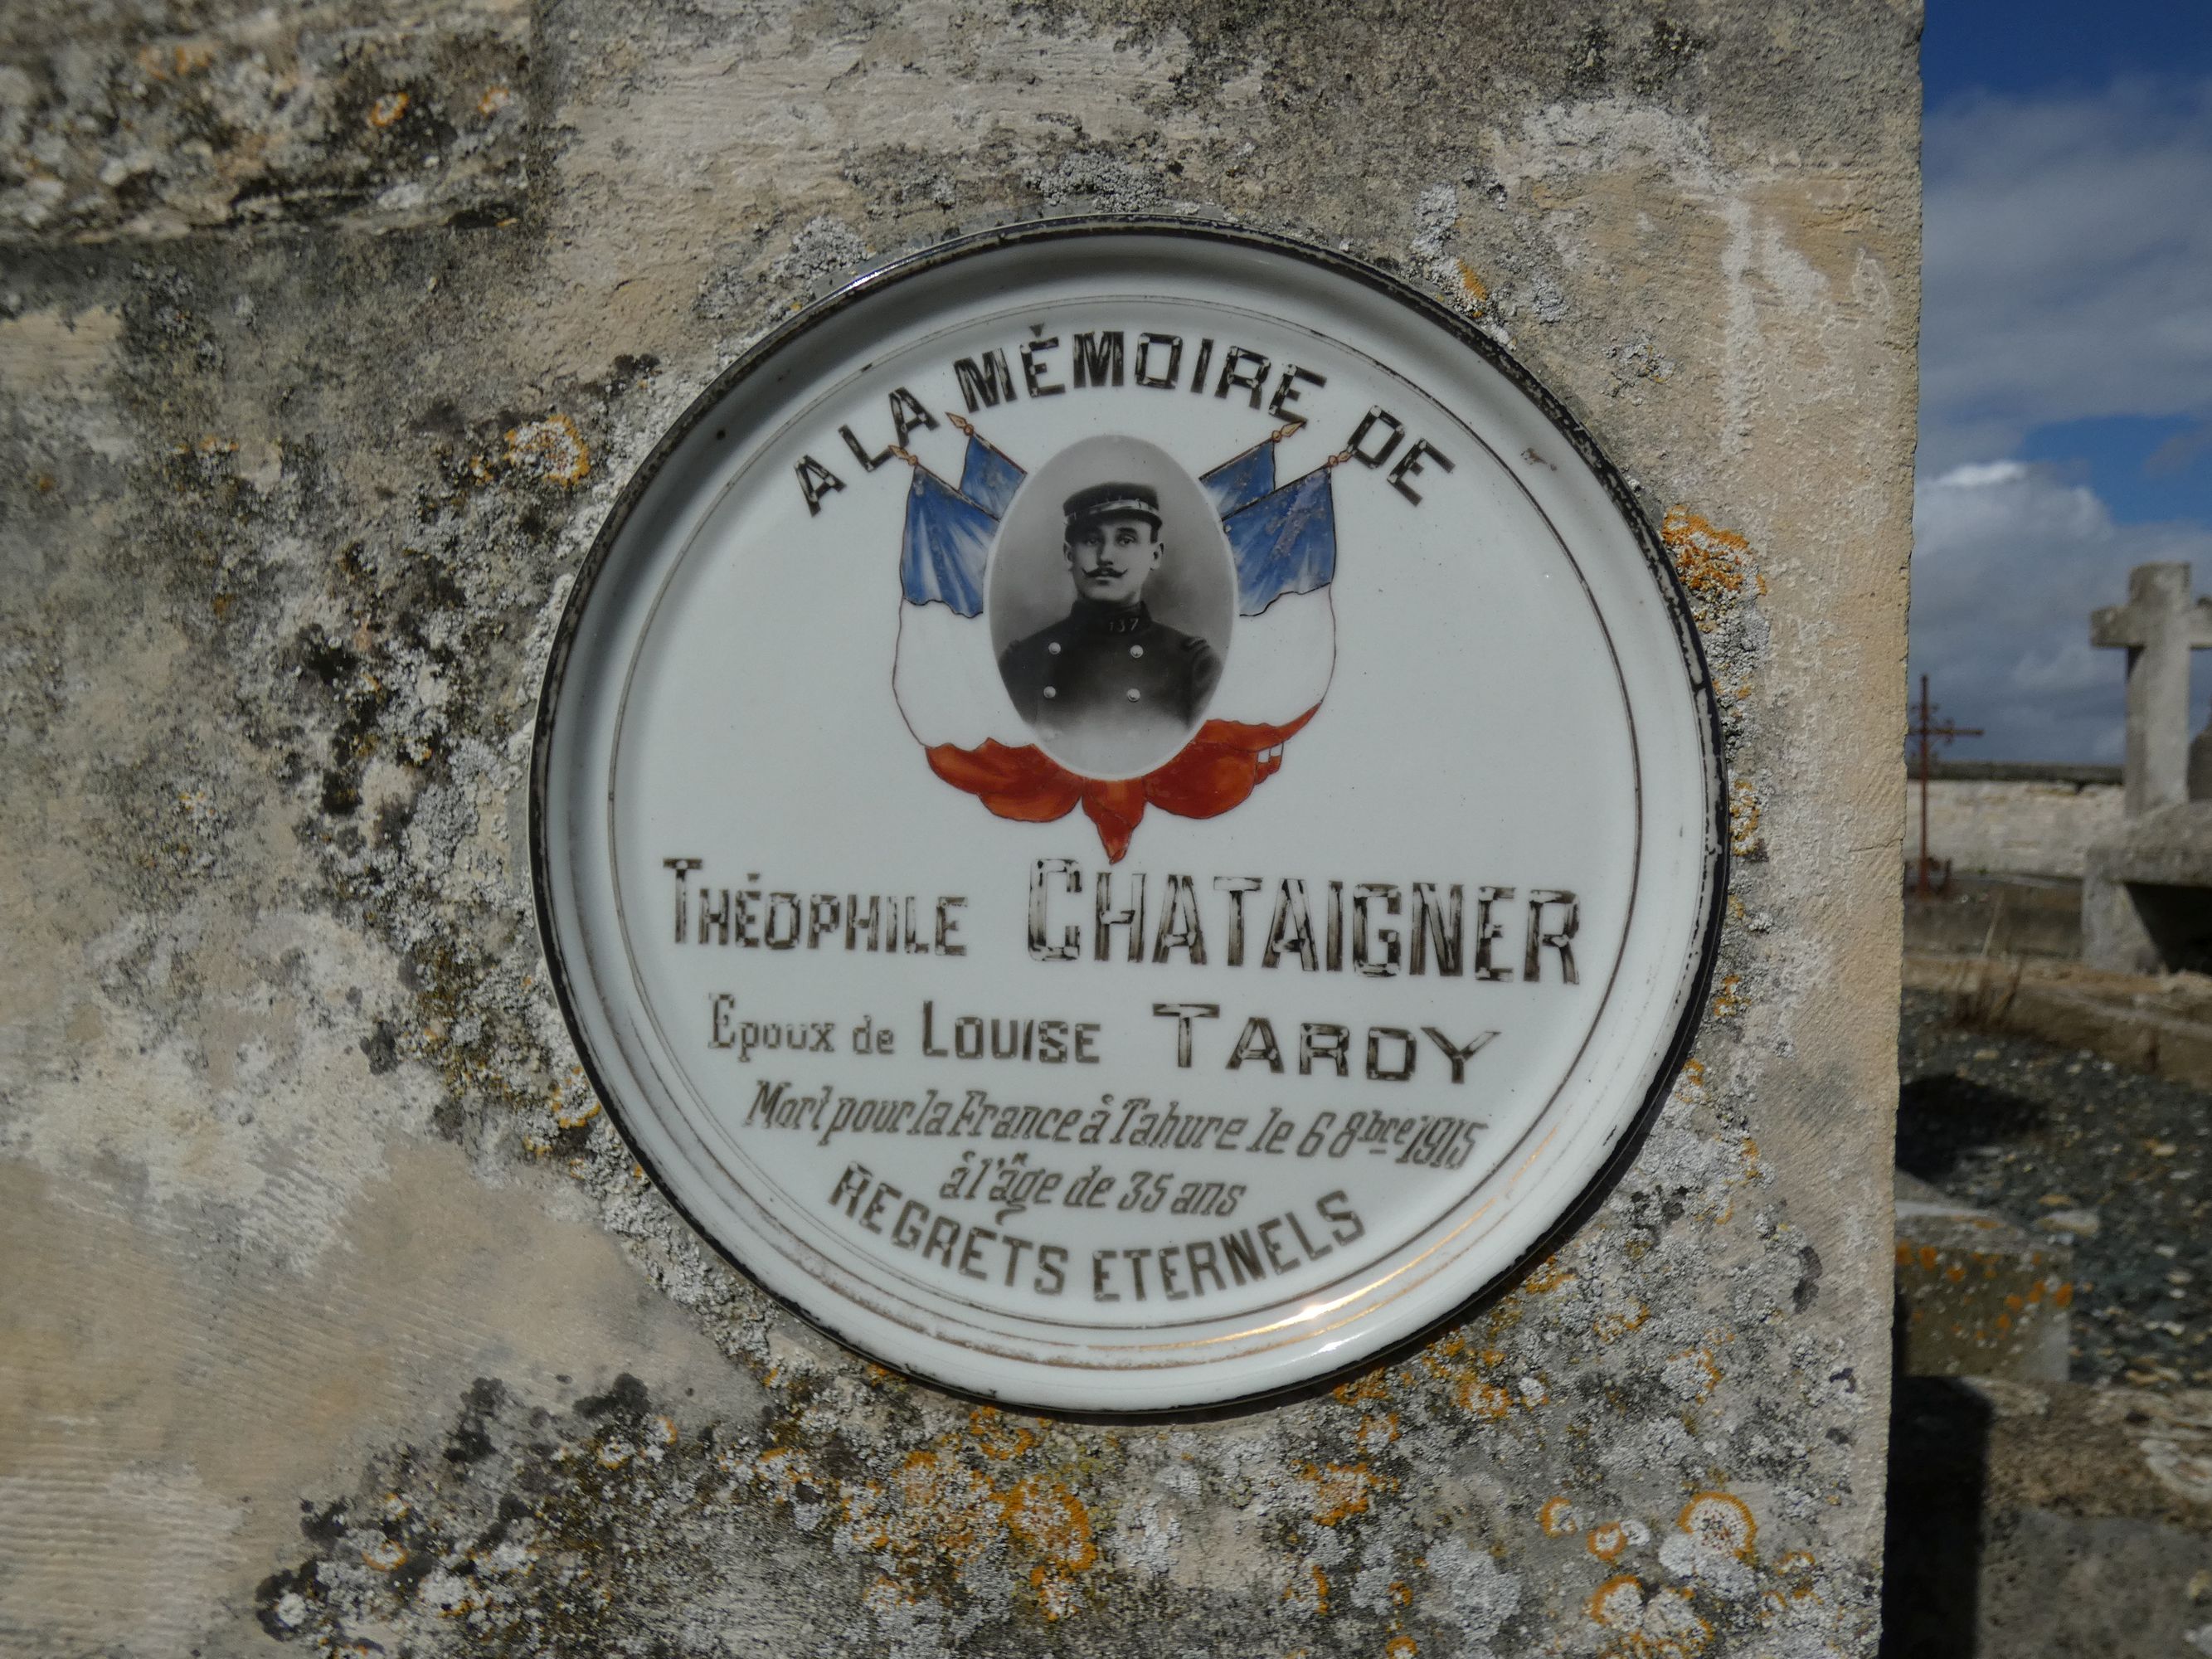 A LA MÉMOIRE DE
137
THÉOPHILE CHATAIGNER
Epoux de LOUISE TARDY
Mort pour la France à Tahure le 6 8bre 1915
à l'âge de 35 ans
REGRETS ETERNELS